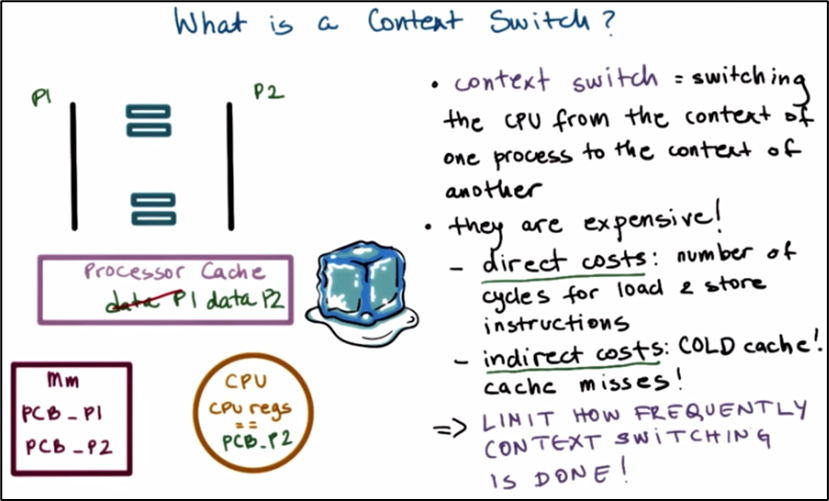 What is a Context Switch?
P1
P2
Processor Cache
data P1 data P2
Mm
PCB_P1
PCB_P2
CPU
CPU regs
==
PCB_P2
• context switch = switching
the CPU from the context of
one process to the context of
another
• they are expensive!
- direct costs: number of
cycles for load & store
instructions
- indirect costs: COLD cache!
cache misses!
=> LIMIT HOW FREQUENTLY
CONTEXT SWITCHING
IS DONE!